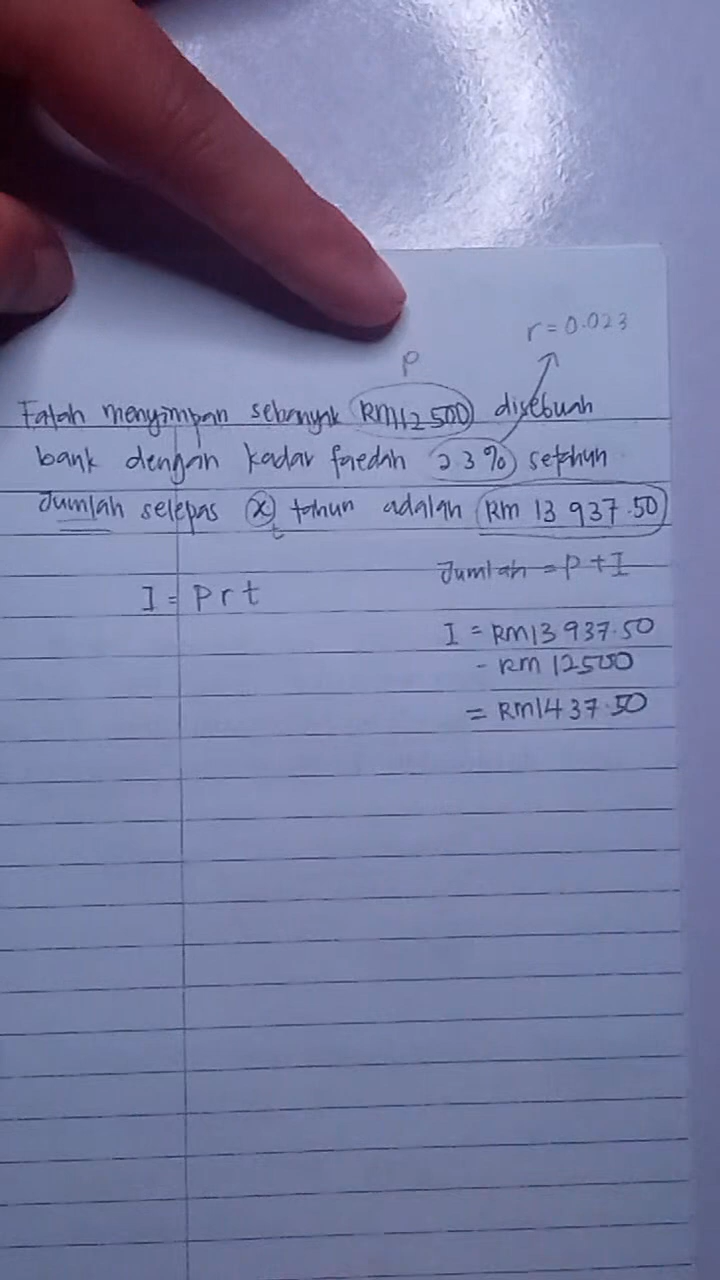 r = 0.023
P
Fatah menyimpan sebanyak RM12 500 disebuah
bank dengan kadar faedah 2.3% setahun
Jumlah selepas x tahun adalah RM 13 937.50
t
Jumlah = P + I
I = P r t
I = RM13 937.50
- RM 12500
= RM1437.50